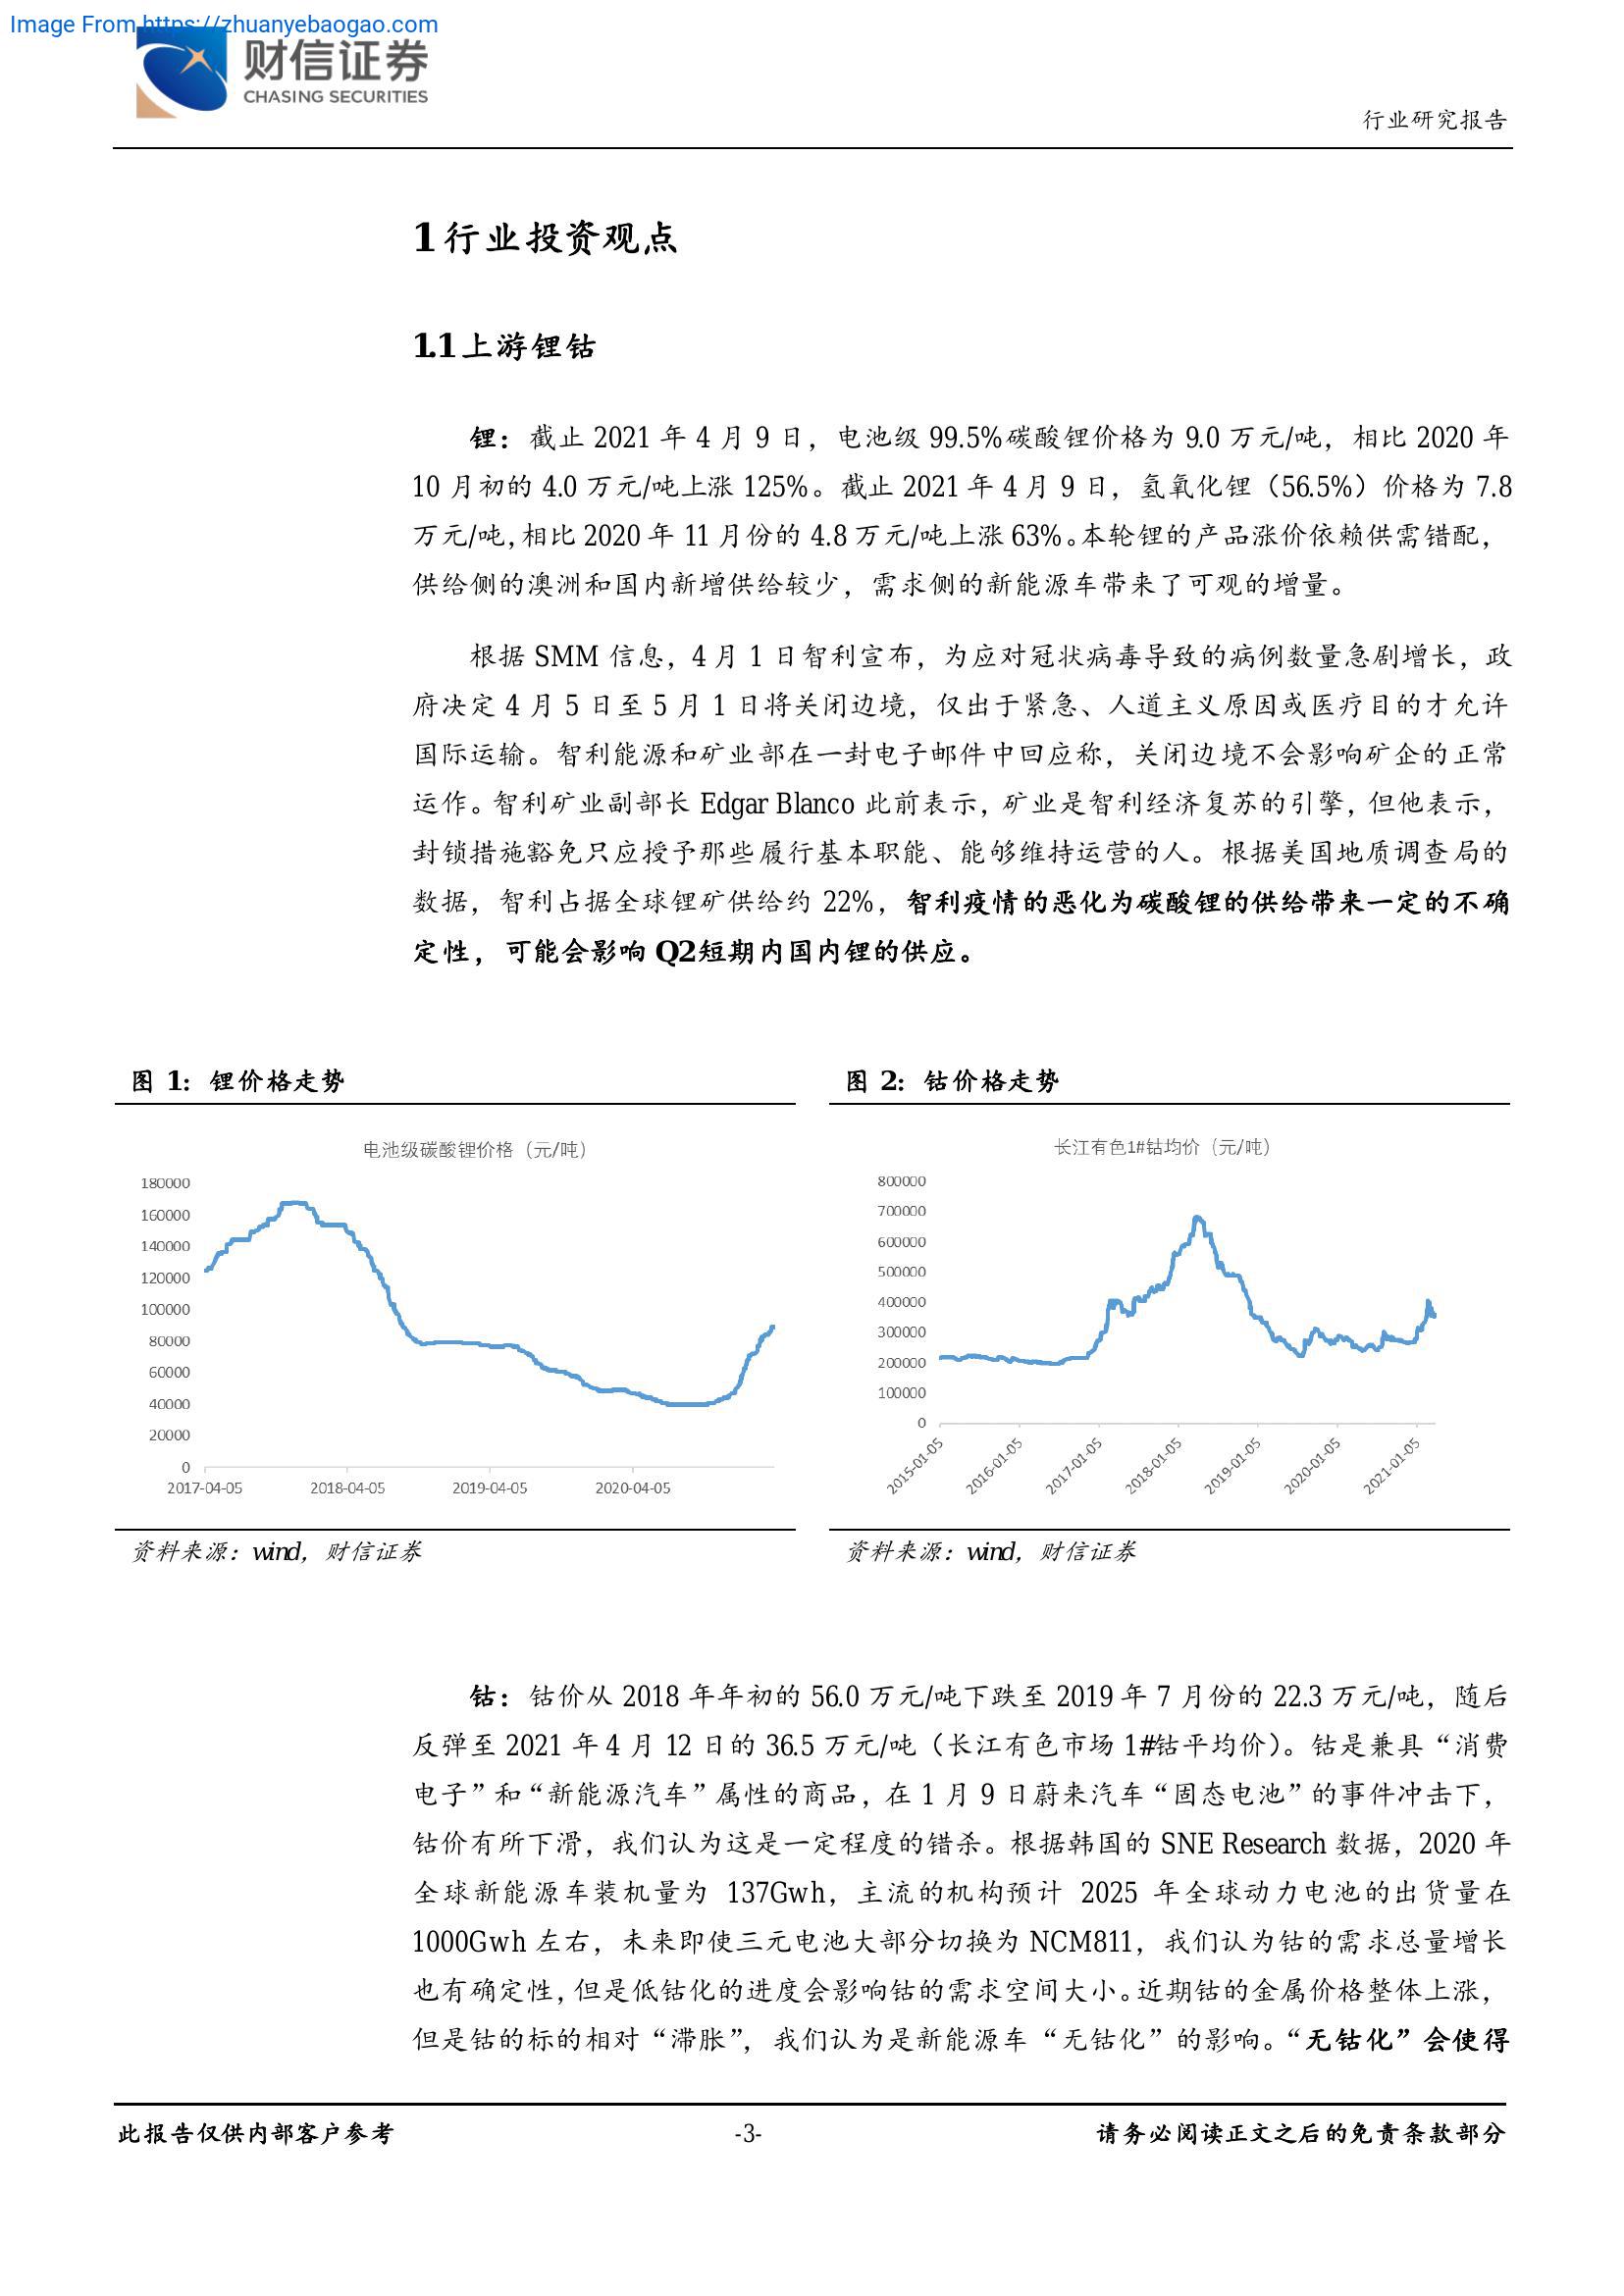 Image From https://zhuanyebaogao.com
财信证券
CHASING SECURITIES
行业研究报告
1 行业投资观点
1.1 上游锂钴
锂：截止 2021 年 4 月 9 日，电池级 99.5%碳酸锂价格为 9.0 万元/吨，相比 2020 年
10 月初的 4.0 万元/吨上涨 125%。截止 2021 年 4 月 9 日，氢氧化锂（56.5%）价格为 7.8
万元/吨，相比 2020 年 11 月份的 4.8 万元/吨上涨 63%。本轮锂的产品涨价依赖供需错配，
供给侧的澳洲和国内新增供给较少，需求侧的新能源车带来了可观的增量。
根据 SMM 信息，4 月 1 日智利宣布，为应对冠状病毒导致的病例数量急剧增长，政
府决定 4 月 5 日至 5 月 1 日将关闭边境，仅出于紧急、人道主义原因或医疗目的才允许
国际运输。智利能源和矿业部在一封电子邮件中回应称，关闭边境不会影响矿企的正常
运作。智利矿业副部长 Edgar Blanco 此前表示，矿业是智利经济复苏的引擎，但他表示，
封锁措施豁免只应授予那些履行基本职能、能够维持运营的人。根据美国地质调查局的
数据，智利占据全球锂矿供给约 22%，智利疫情的恶化为碳酸锂的供给带来一定的不确
定性，可能会影响 Q2 短期内国内锂的供应。
图 1：锂价格走势
电池级碳酸锂价格（元/吨）
180000
160000
140000
120000
100000
80000
60000
40000
20000
0
2017-04-05 2018-04-05 2019-04-05 2020-04-05
资料来源：wind，财信证券
图 2：钴价格走势
长江有色1#钴均价（元/吨）
800000
700000
600000
500000
400000
300000
200000
100000
0
2015-01-05 2016-01-05 2017-01-05 2018-01-05 2019-01-05 2020-01-05 2021-01-05
资料来源：wind，财信证券
钴：钴价从 2018 年年初的 56.0 万元/吨下跌至 2019 年 7 月份的 22.3 万元/吨，随后
反弹至 2021 年 4 月 12 日的 36.5 万元/吨（长江有色市场 1#钴平均价）。钴是兼具“消费
电子”和“新能源汽车”属性的商品，在 1 月 9 日蔚来汽车“固态电池”的事件冲击下，
钴价有所下滑，我们认为这是一定程度的错杀。根据韩国的 SNE Research 数据，2020 年
全球新能源车装机量为 137Gwh，主流的机构预计 2025 年全球动力电池的出货量在
1000Gwh 左右，未来即使三元电池大部分切换为 NCM811，我们认为钴的需求总量增长
也有确定性，但是低钴化的进度会影响钴的需求空间大小。近期钴的金属价格整体上涨，
但是钴的标的相对“滞胀”，我们认为是新能源车“无钴化”的影响。“无钴化”会使得
此报告仅供内部客户参考
-3-
请务必阅读正文之后的免责条款部分